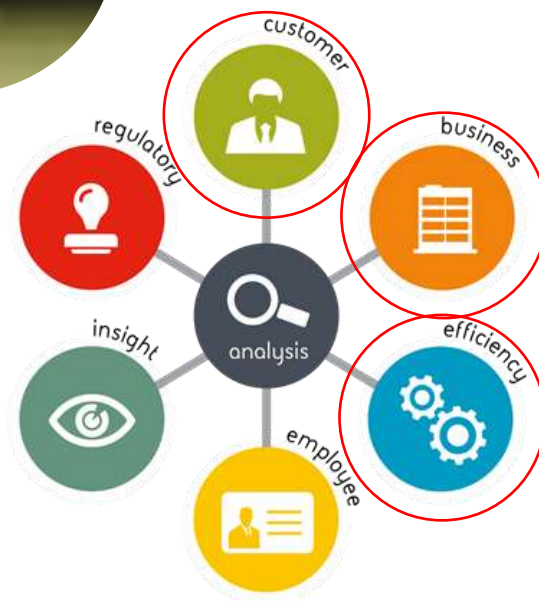 customer
regulatory
business
analysis
insight
efficiency
employee